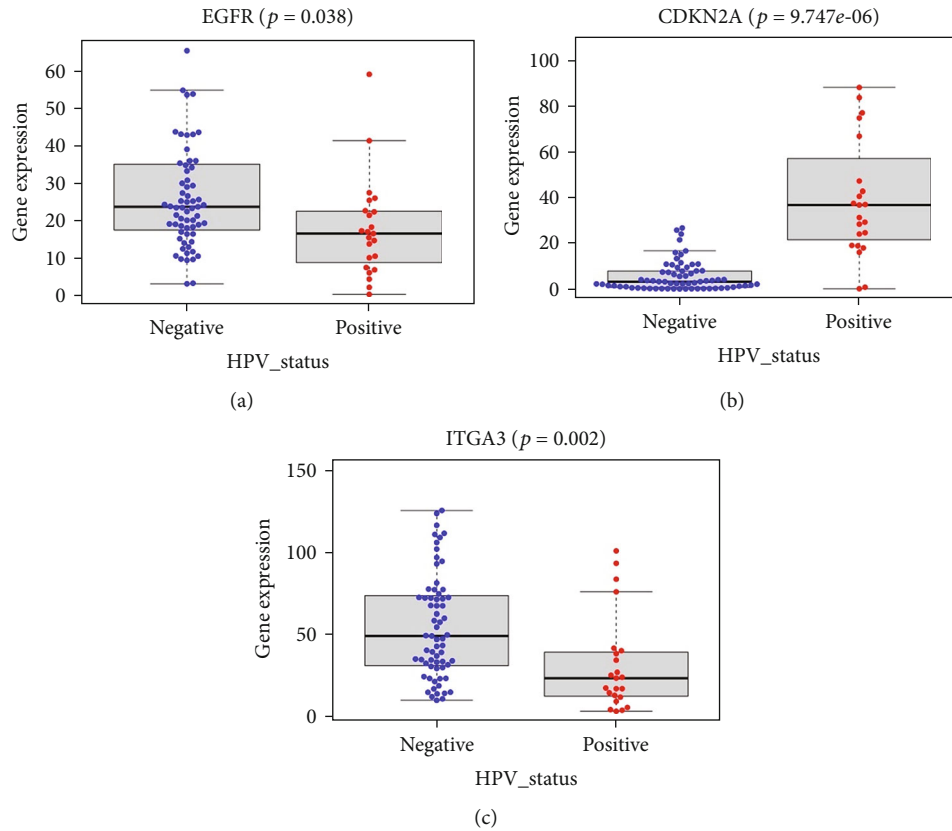 EGFR (p = 0.038)
Gene expression
60
50
40
30
20
10
0
Negative
Positive
HPV_status
(a)
CDKN2A (p = 9.747e-06)
Gene expression
100
80
60
40
20
0
Negative
Positive
HPV_status
(b)
ITGA3 (p = 0.002)
Gene expression
150
100
50
0
Negative
Positive
HPV_status
(c)